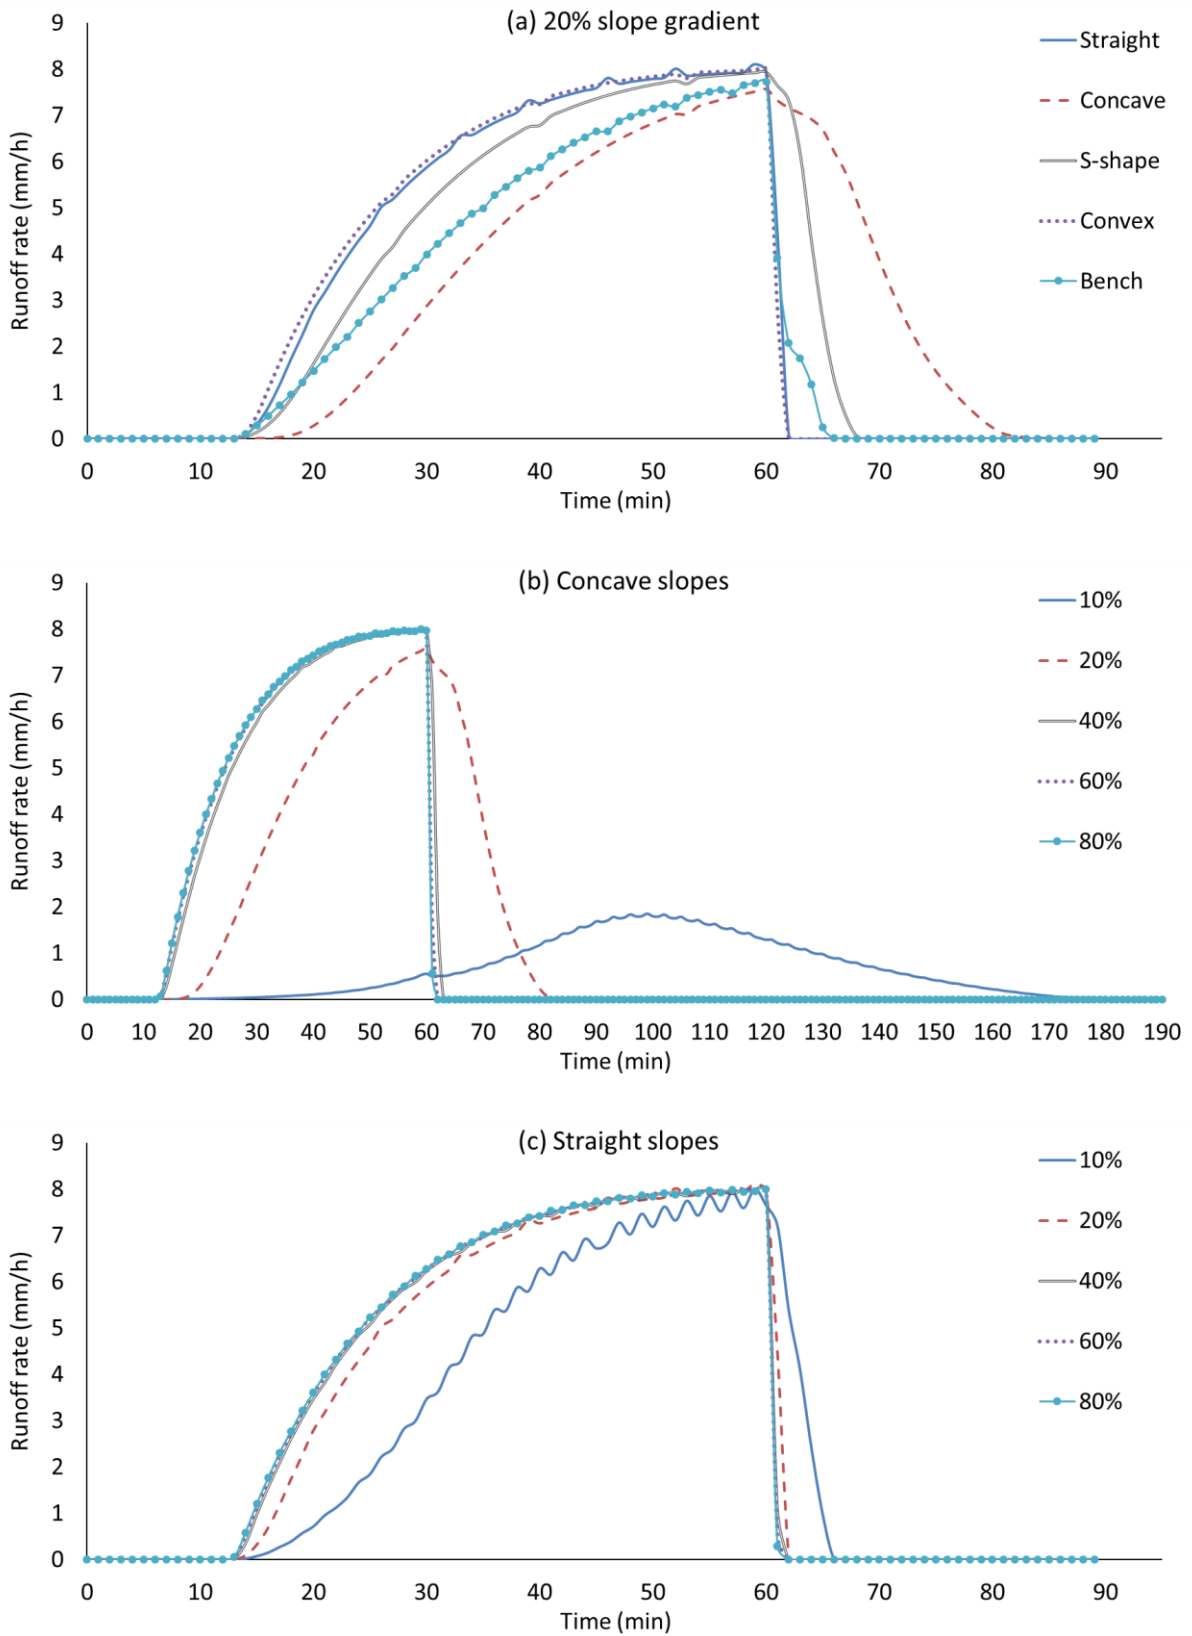 (a) 20% slope gradient
9
8
7
6
5
4
3
2
1
0
Runoff rate (mm/h)
0 10 20 30 40 50 60 70 80 90
Time (min)
Straight
Concave
S-shape
Convex
Bench
(b) Concave slopes
9
8
7
6
5
4
3
2
1
0
Runoff rate (mm/h)
0 10 20 30 40 50 60 70 80 90 100 110 120 130 140 150 160 170 180 190
Time (min)
10%
20%
40%
60%
80%
(c) Straight slopes
9
8
7
6
5
4
3
2
1
0
Runoff rate (mm/h)
0 10 20 30 40 50 60 70 80 90
Time (min)
10%
20%
40%
60%
80%